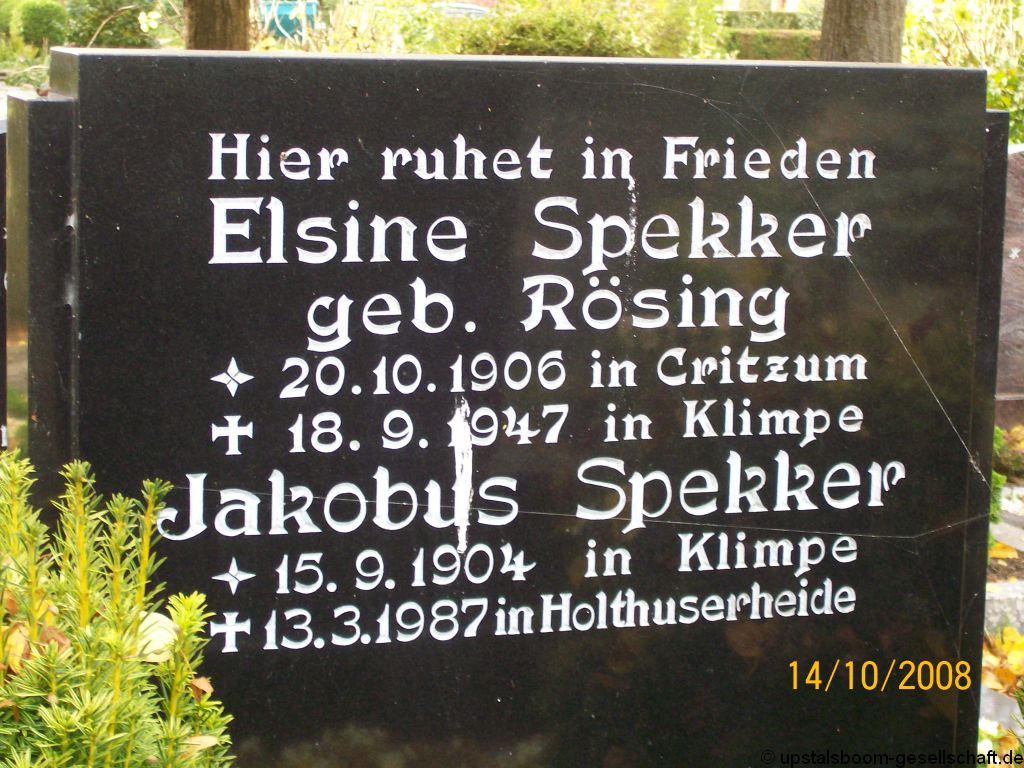 Hier ruhet in Frieden
Elsine Spekker
geb. Rösing
20.10.1906 in Critzum
18.9.1947 in Klimpe
Jakobus Spekker
15.9.1904 in Klimpe
13.3.1987 in Holthuserheide
14/10/2008
© upstalsboom-gesellschaft.de